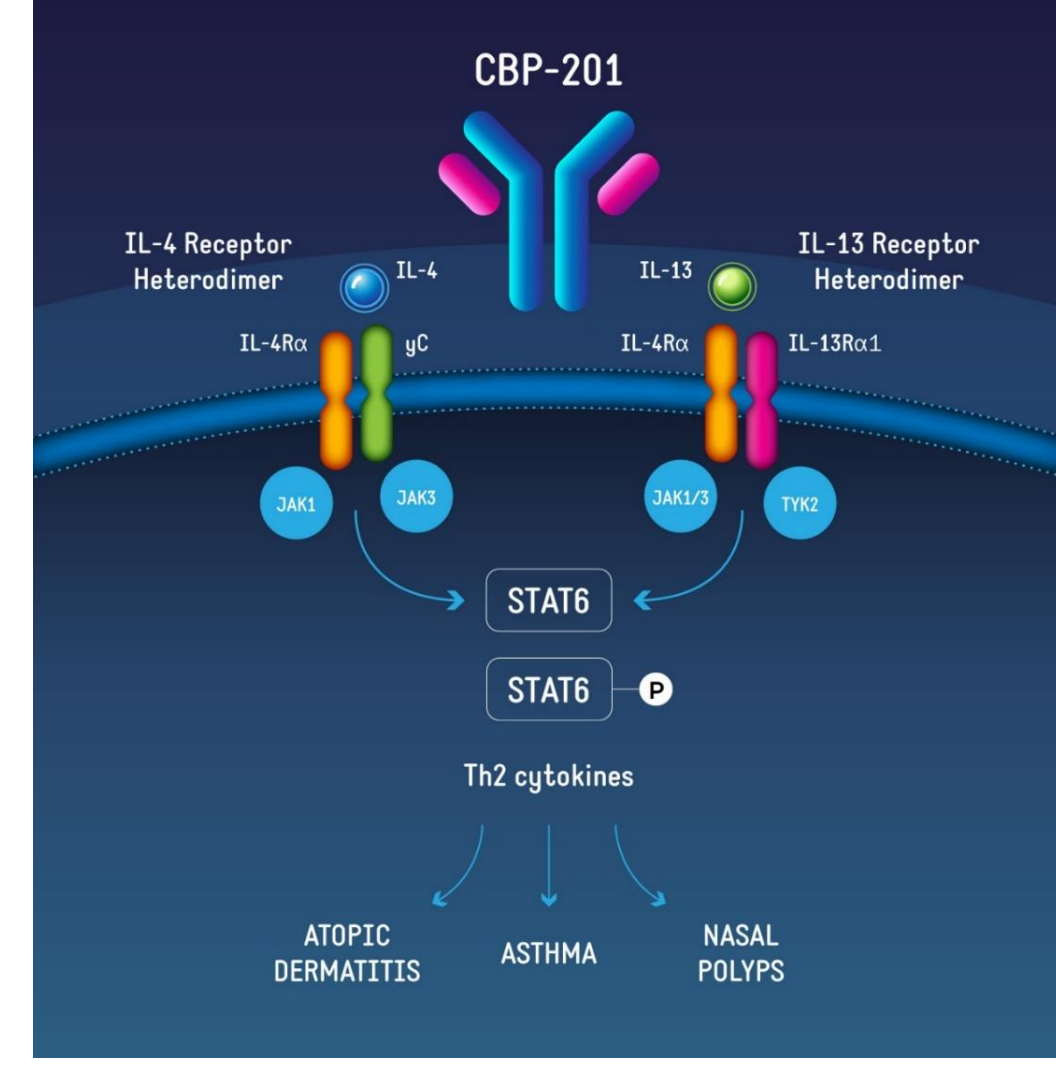 CBP-201
IL-4 Receptor
Heterodimer
IL-4
IL-13
IL-13 Receptor
Heterodimer
IL-4Rα
yC
IL-4Rα
IL-13Rα1
JAK1
JAK3
JAK1/3
TYK2
STAT6
STAT6
P
Th2 cytokines
ATOPIC
DERMATITIS
ASTHMA
NASAL
POLYPS